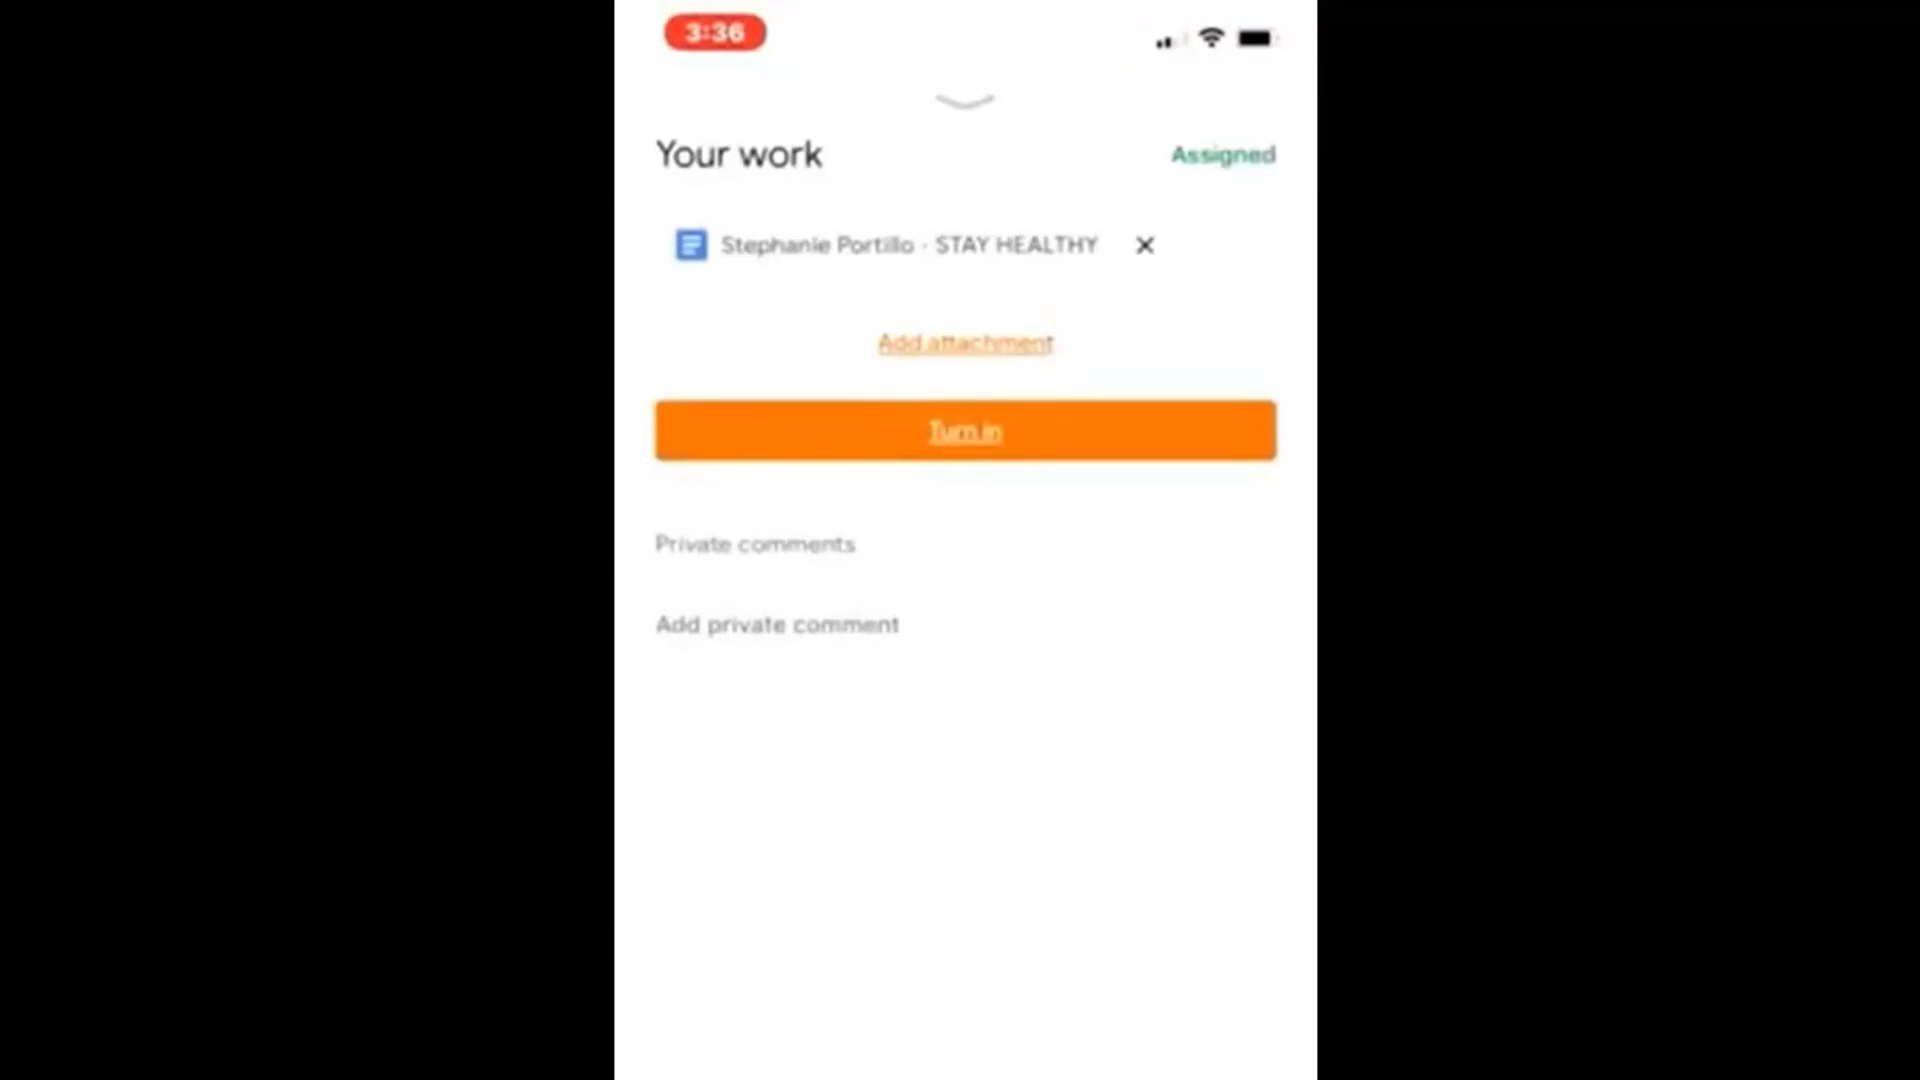 3:36
Your work
Assigned
Stephanie Portillo - STAY HEALTHY
Add attachment
Turn in
Private comments
Add private comment